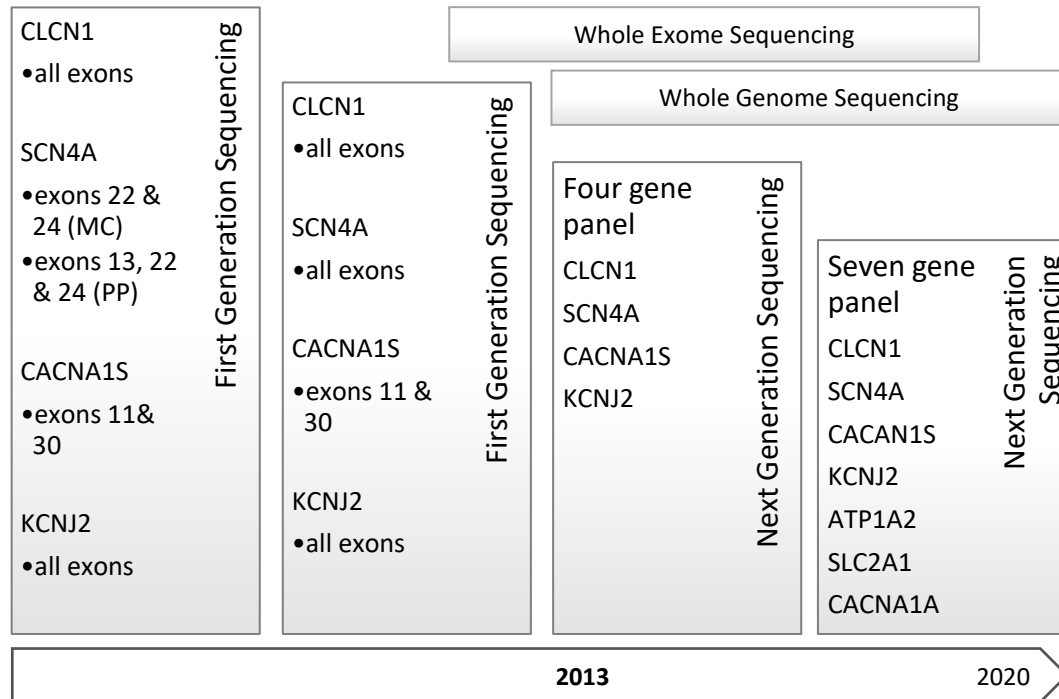 CLCN1
•all exons
SCN4A
•exons 22 &
24 (MC)
•exons 13, 22
& 24 (PP)
CACNA1S
•exons 11&
30
KCNJ2
•all exons
First Generation Sequencing
CLCN1
•all exons
SCN4A
•all exons
CACNA1S
•exons 11 &
30
KCNJ2
•all exons
First Generation Sequencing
Whole Exome Sequencing
Whole Genome Sequencing
Four gene
panel
CLCN1
SCN4A
CACNA1S
KCNJ2
Next Generation Sequencing
Seven gene
panel
CLCN1
SCN4A
CACAN1S
KCNJ2
ATP1A2
SLC2A1
CACNA1A
Next Generation
Sequencing
2013
2020